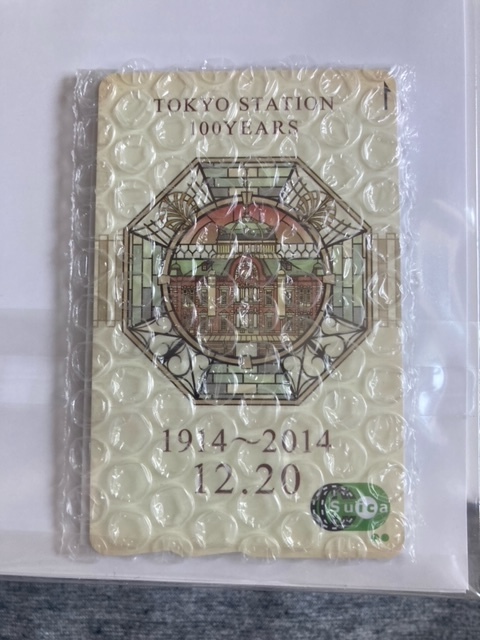 TOKYO STATION
100YEARS
1914～2014
12.20
Suica